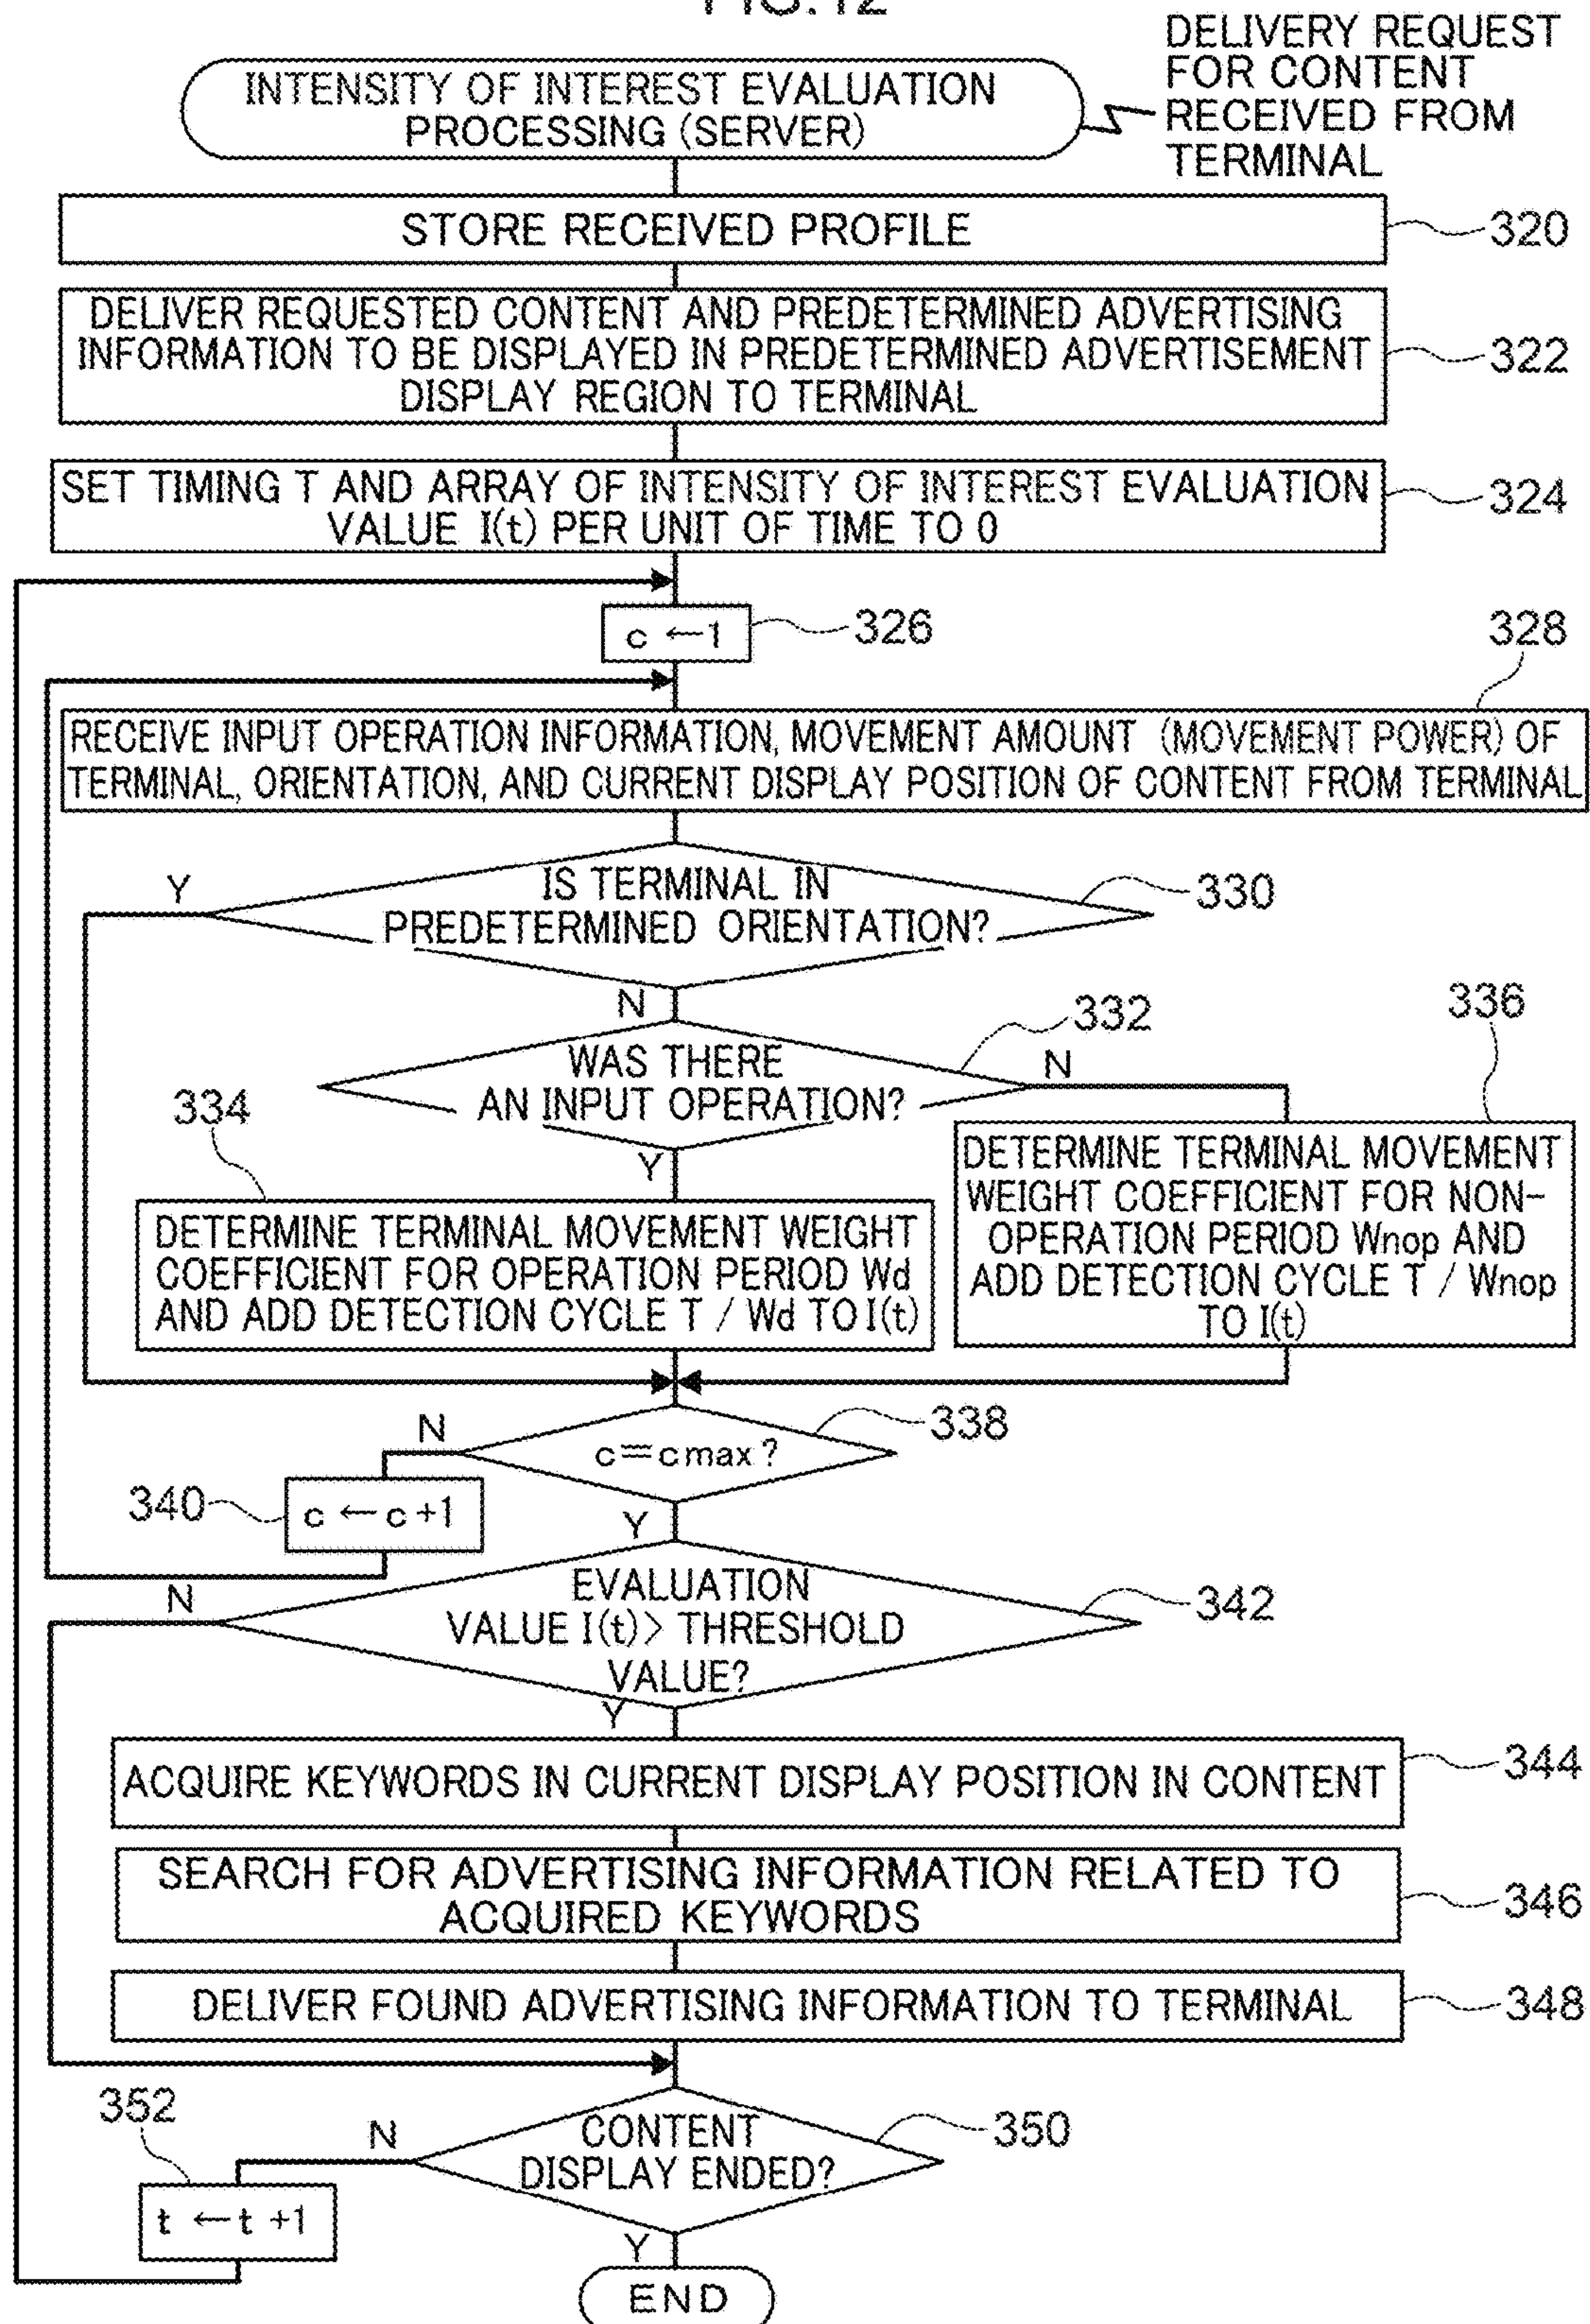 FIG.12
DELIVERY REQUEST
FOR CONTENT
RECEIVED FROM
TERMINAL
INTENSITY OF INTEREST EVALUATION
PROCESSING (SERVER)
STORE RECEIVED PROFILE
320
DELIVER REQUESTED CONTENT AND PREDETERMINED ADVERTISING
INFORMATION TO BE DISPLAYED IN PREDETERMINED ADVERTISEMENT
DISPLAY REGION TO TERMINAL
322
SET TIMING T AND ARRAY OF INTENSITY OF INTEREST EVALUATION
VALUE I(t) PER UNIT OF TIME TO 0
324
c ←1
326
328
RECEIVE INPUT OPERATION INFORMATION, MOVEMENT AMOUNT (MOVEMENT POWER) OF
TERMINAL, ORIENTATION, AND CURRENT DISPLAY POSITION OF CONTENT FROM TERMINAL
Y
IS TERMINAL IN
PREDETERMINED ORIENTATION?
330
N
332
336
WAS THERE
AN INPUT OPERATION?
N
334
Y
DETERMINE TERMINAL MOVEMENT WEIGHT
COEFFICIENT FOR OPERATION PERIOD Wd
AND ADD DETECTION CYCLE T / Wd TO I(t)
DETERMINE TERMINAL MOVEMENT
WEIGHT COEFFICIENT FOR NON-
OPERATION PERIOD Wnop AND
ADD DETECTION CYCLE T / Wnop
TO I(t)
N
c=cmax?
338
340
c ←c+1
Y
N
EVALUATION
VALUE I(t)> THRESHOLD
VALUE?
342
Y
ACQUIRE KEYWORDS IN CURRENT DISPLAY POSITION IN CONTENT
344
SEARCH FOR ADVERTISING INFORMATION RELATED TO
ACQUIRED KEYWORDS
346
DELIVER FOUND ADVERTISING INFORMATION TO TERMINAL
348
352
N
CONTENT
DISPLAY ENDED?
350
t ←t +1
Y
END